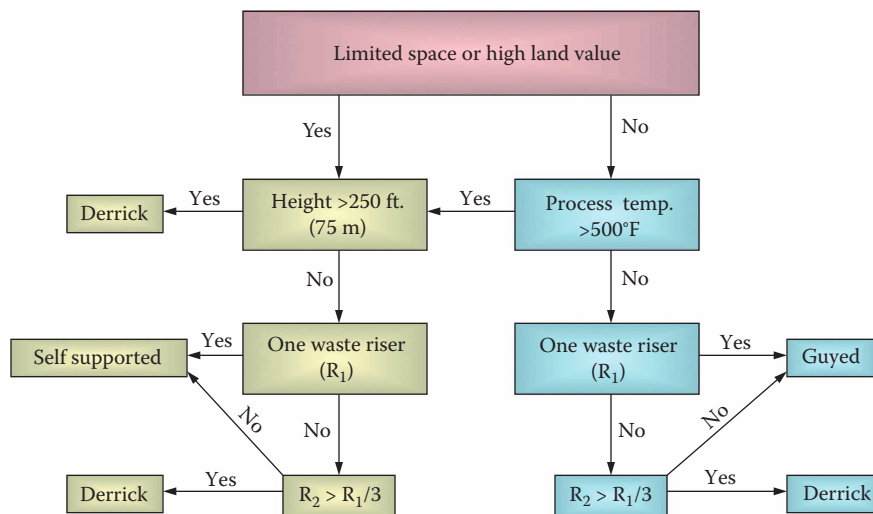 Limited space or high land value
Yes
No
Derrick
Yes
Height >250 ft.
(75 m)
Yes
Process temp.
>500°F
No
No
Self supported
Yes
One waste riser
(R₁)
One waste riser
(R₁)
Yes
Guyed
No
No
No
No
Derrick
Yes
R₂ > R₁/3
R₂ > R₁/3
Yes
Derrick